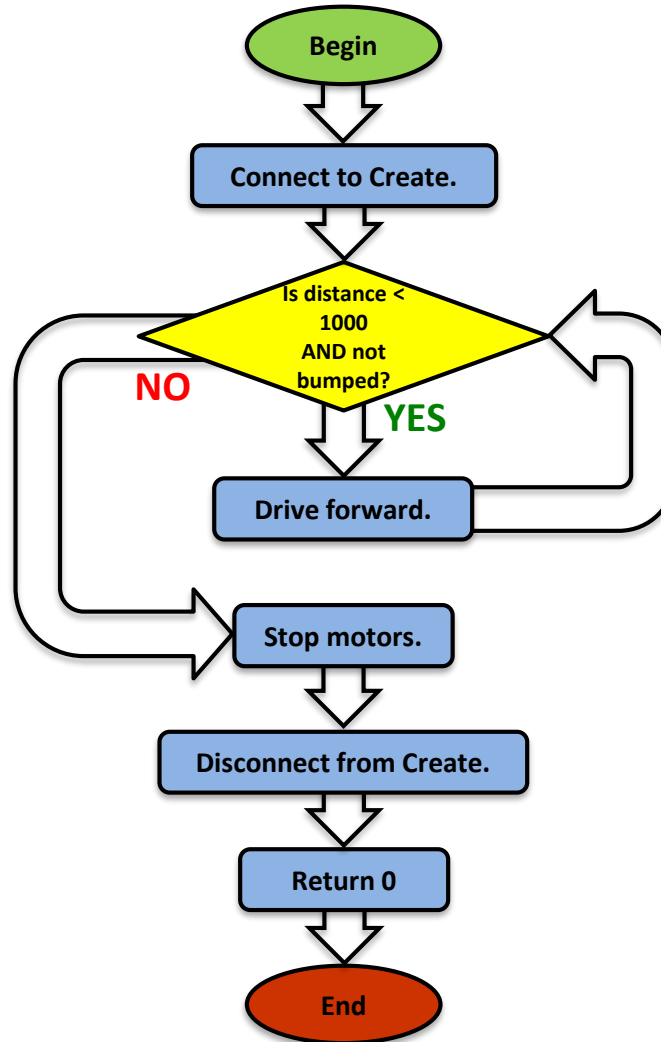 Begin
Connect to Create.
Is distance <
1000
AND not
bumped?
NO
YES
Drive forward.
Stop motors.
Disconnect from Create.
Return 0
End